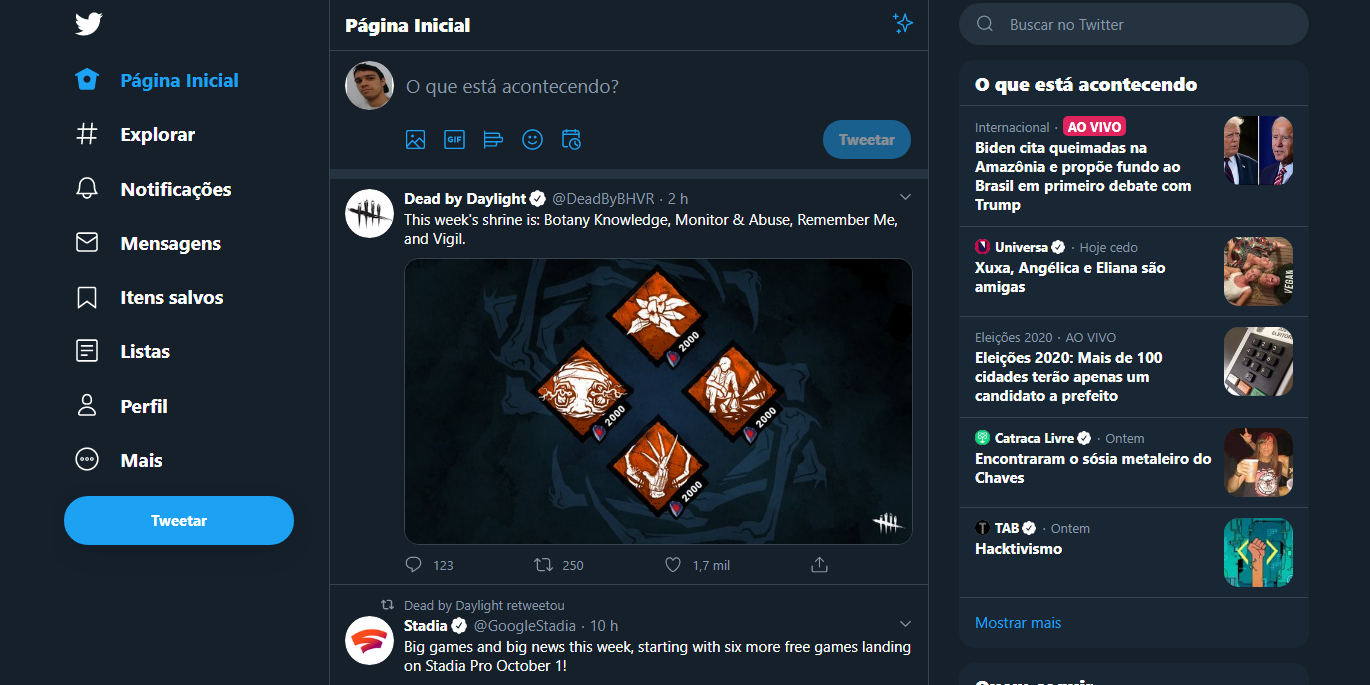 Página Inicial
Explorar
Notificações
Mensagens
Itens salvos
Listas
Perfil
Mais
Tweetar
Página Inicial
O que está acontecendo?
GIF
Tweetar
Dead by Daylight @DeadByBHVR · 2 h
This week's shrine is: Botany Knowledge, Monitor & Abuse, Remember Me,
and Vigil.
2000
2000
2000
2000
123 250 1,7 mil
Dead by Daylight retweetou
Stadia @GoogleStadia · 10 h
Big games and big news this week, starting with six more free games landing
on Stadia Pro October 1!
Buscar no Twitter
O que está acontecendo
Internacional · AO VIVO
Biden cita queimadas na
Amazônia e propõe fundo ao
Brasil em primeiro debate com
Trump
Universa · Hoje cedo
Xuxa, Angélica e Eliana são
amigas
VEGAN
Eleições 2020 · AO VIVO
Eleições 2020: Mais de 100
cidades terão apenas um
candidato a prefeito
Catraca Livre · Ontem
Encontraram o sósia metaleiro do
Chaves
T TAB · Ontem
Hacktivismo
Mostrar mais
Quem seguir